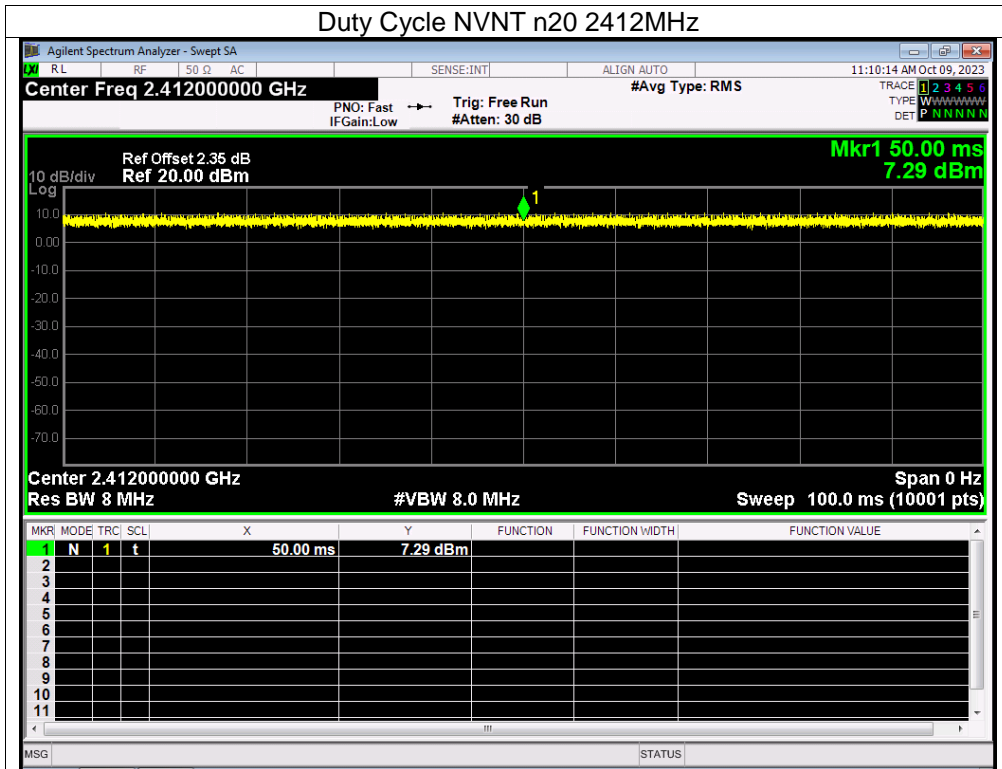 Duty Cycle NVNT n20 2412MHz
Agilent Spectrum Analyzer - Swept SA
LXI RL RF 50 Ω AC SENSE:INT ALIGN AUTO 11:10:14 AM Oct 09, 2023
Center Freq 2.412000000 GHz #Avg Type: RMS TRACE 1 2 3 4 5 6
PNO: Fast Trig: Free Run TYPE WWWWWW
IFGain:Low #Atten: 30 dB DET P N N N N N
Mkr1 50.00 ms
Ref Offset 2.35 dB
10 dB/div Ref 20.00 dBm 7.29 dBm
Log
1
10.0
0.00
-10.0
-20.0
-30.0
-40.0
-50.0
-60.0
-70.0
Center 2.412000000 GHz Span 0 Hz
Res BW 8 MHz #VBW 8.0 MHz Sweep 100.0 ms (10001 pts)
MKR MODE TRC SCL X Y FUNCTION FUNCTION WIDTH FUNCTION VALUE
1 N 1 t 50.00 ms 7.29 dBm
2
3
4
5
6
7
8
9
10
11
MSG STATUS